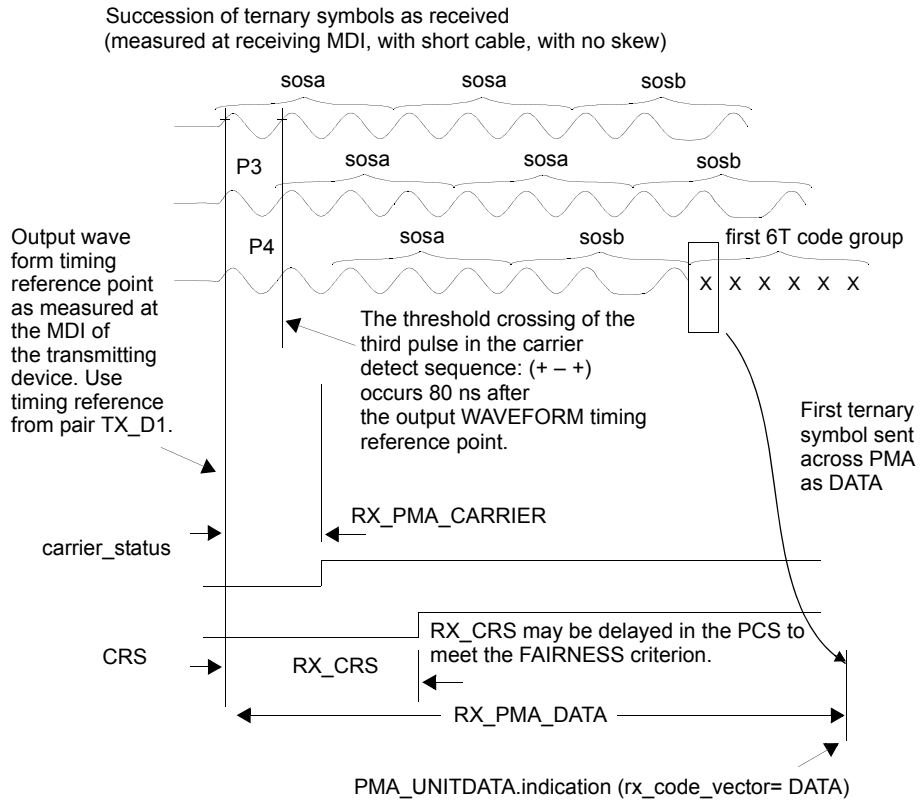 Succession of ternary symbols as received
(measured at receiving MDI, with short cable, with no skew)
sosa
sosa
sosb
P3
sosa
sosa
sosb
P4
sosa
sosb
first 6T code group
X X X X X X
Output wave
form timing
reference point
as measured at
the MDI of
the transmitting
device. Use
timing reference
from pair TX_D1.
The threshold crossing of the
third pulse in the carrier
detect sequence: (+ – +)
occurs 80 ns after
the output WAVEFORM timing
reference point.
First ternary
symbol sent
across PMA
as DATA
RX_PMA_CARRIER
carrier_status
RX_CRS may be delayed in the PCS to
meet the FAIRNESS criterion.
CRS
RX_CRS
RX_PMA_DATA
PMA_UNITDATA.indication (rx_code_vector= DATA)